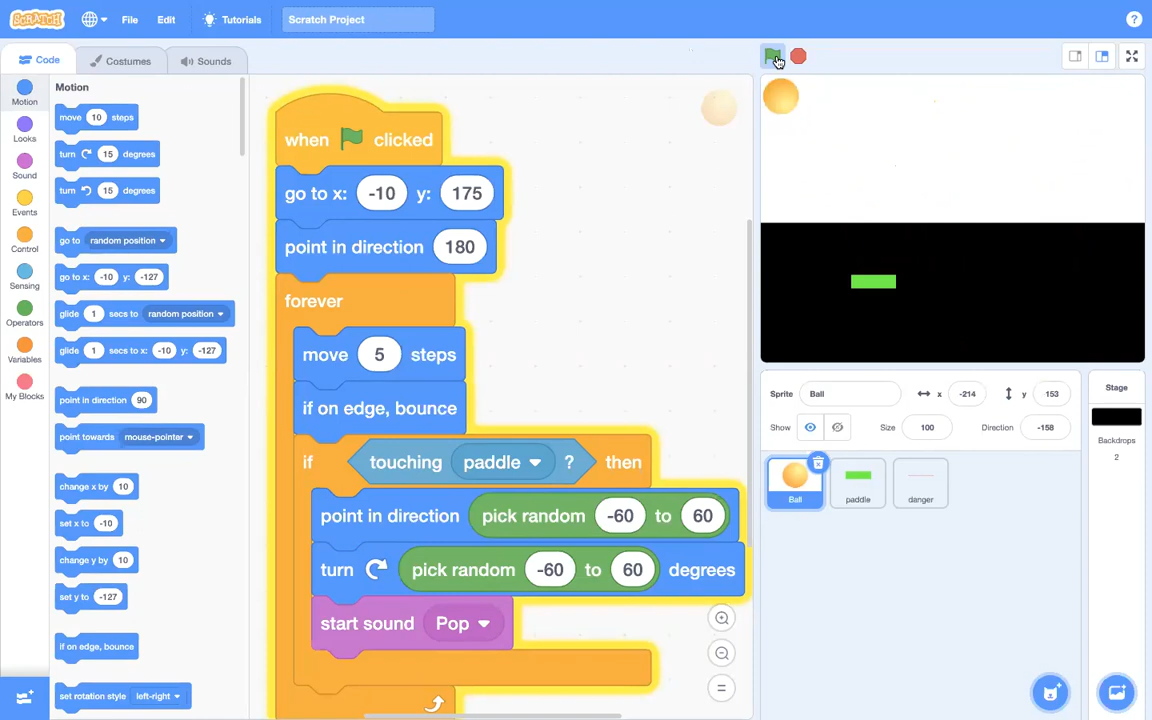 SCRATCH File Edit Tutorials Scratch Project ?
Code Costumes Sounds
Motion
Looks
Sound
Events
Control
Sensing
Operators
Variables
My Blocks
Motion
move 10 steps
turn 15 degrees
turn 15 degrees
go to random position
go to x: -10 y: -127
glide 1 secs to random position
glide 1 secs to x: -10 y: -127
point in direction 90
point towards mouse-pointer
change x by 10
set x to -10
change y by 10
set y to -127
if on edge, bounce
set rotation style left-right
when clicked
go to x: -10 y: 175
point in direction 180
forever
move 5 steps
if on edge, bounce
if touching paddle ? then
point in direction pick random -60 to 60
turn pick random -60 to 60 degrees
start sound Pop
Sprite Ball x -214 y 153
Show Size 100 Direction -158
Ball paddle danger
Stage
Backdrops
2